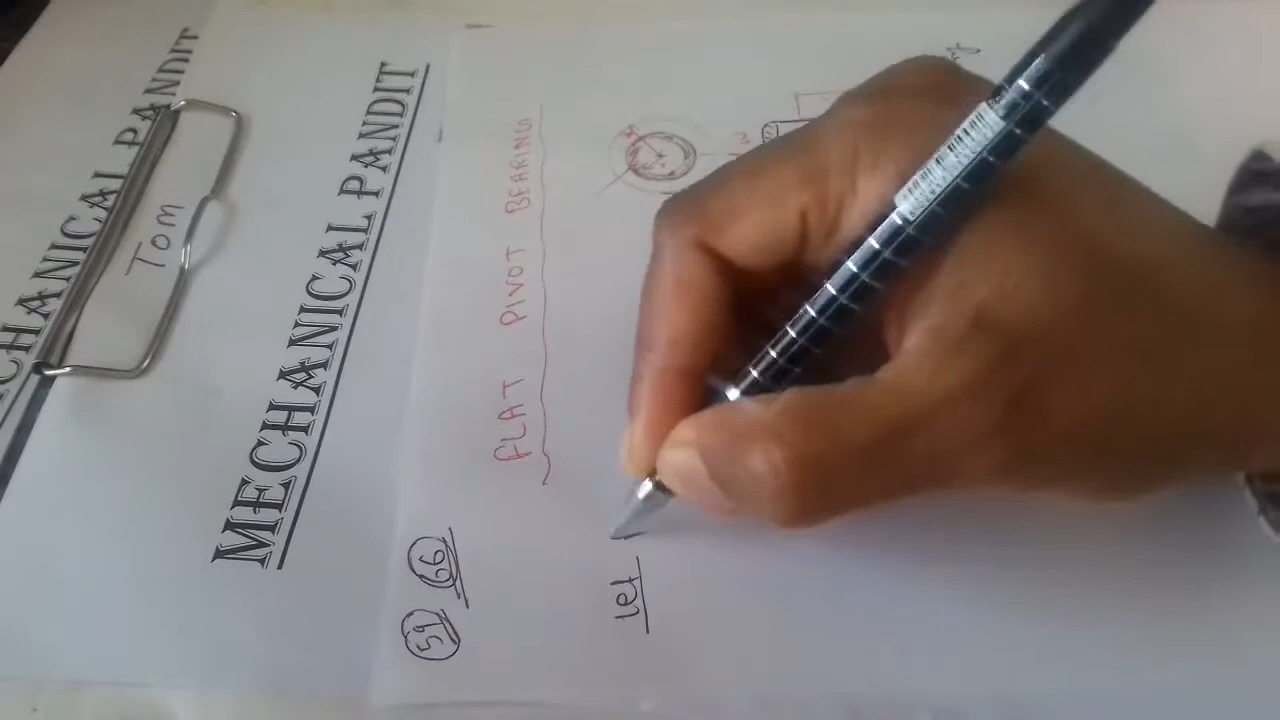 MECHANICAL PANDIT
TOM
MECHANICAL PANDIT
59 66
FLAT PIVOT BEARING
let
W